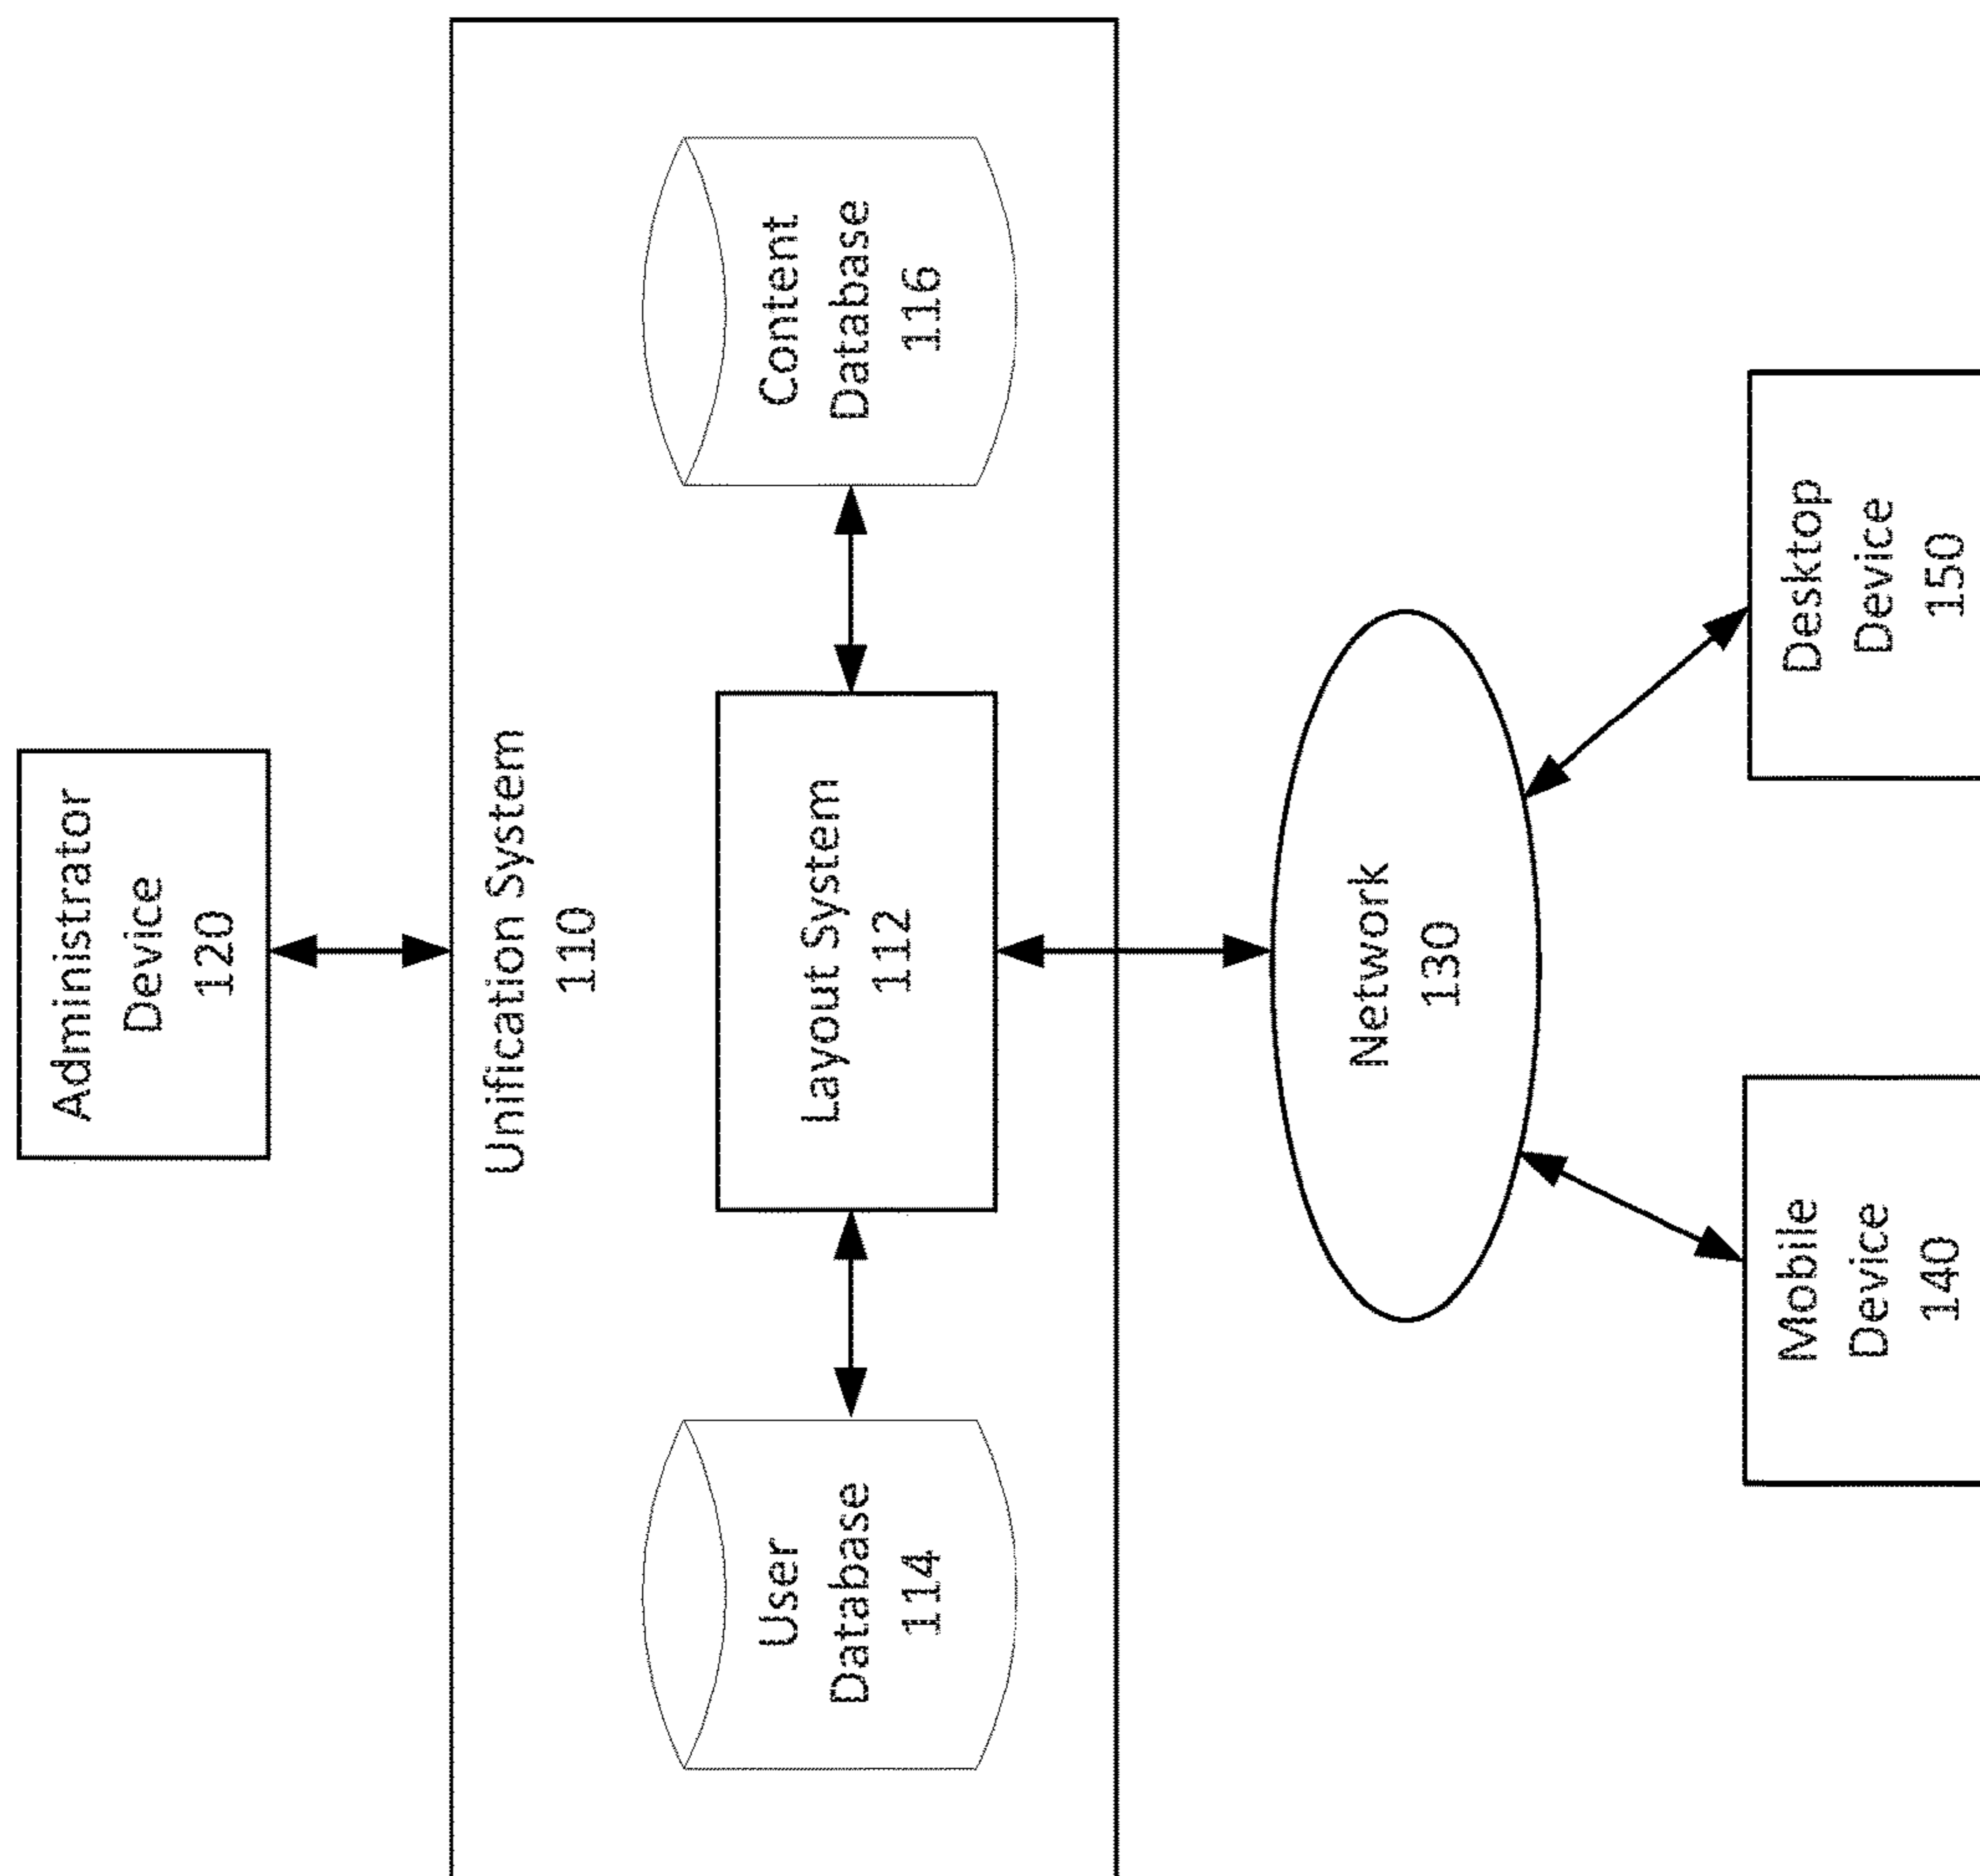 Administrator
Device
120
Unification System
110
User
Database
114
Layout System
112
Content
Database
116
Network
130
Mobile
Device
140
Desktop
Device
150